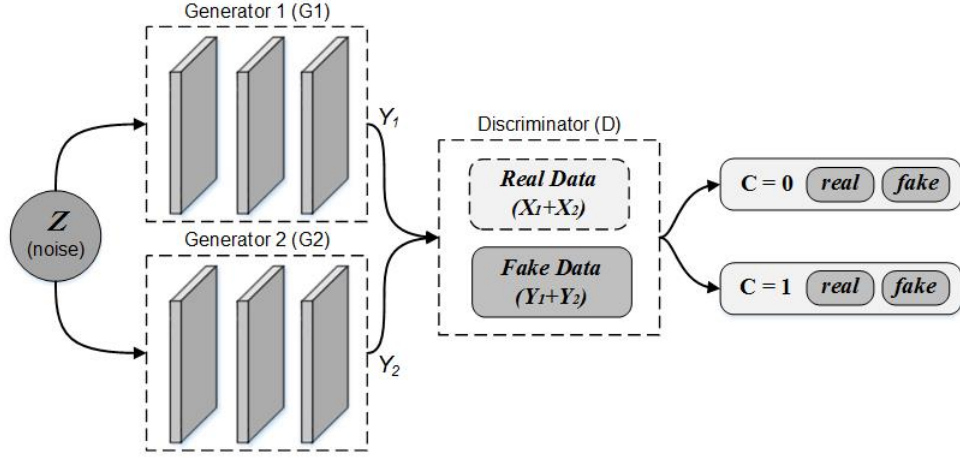 Generator 1 (G1)
Z
(noise)
Y₁
Generator 2 (G2)
Y₂
Discriminator (D)
Real Data
(X₁+X₂)
Fake Data
(Y₁+Y₂)
C = 0 real fake
C = 1 real fake